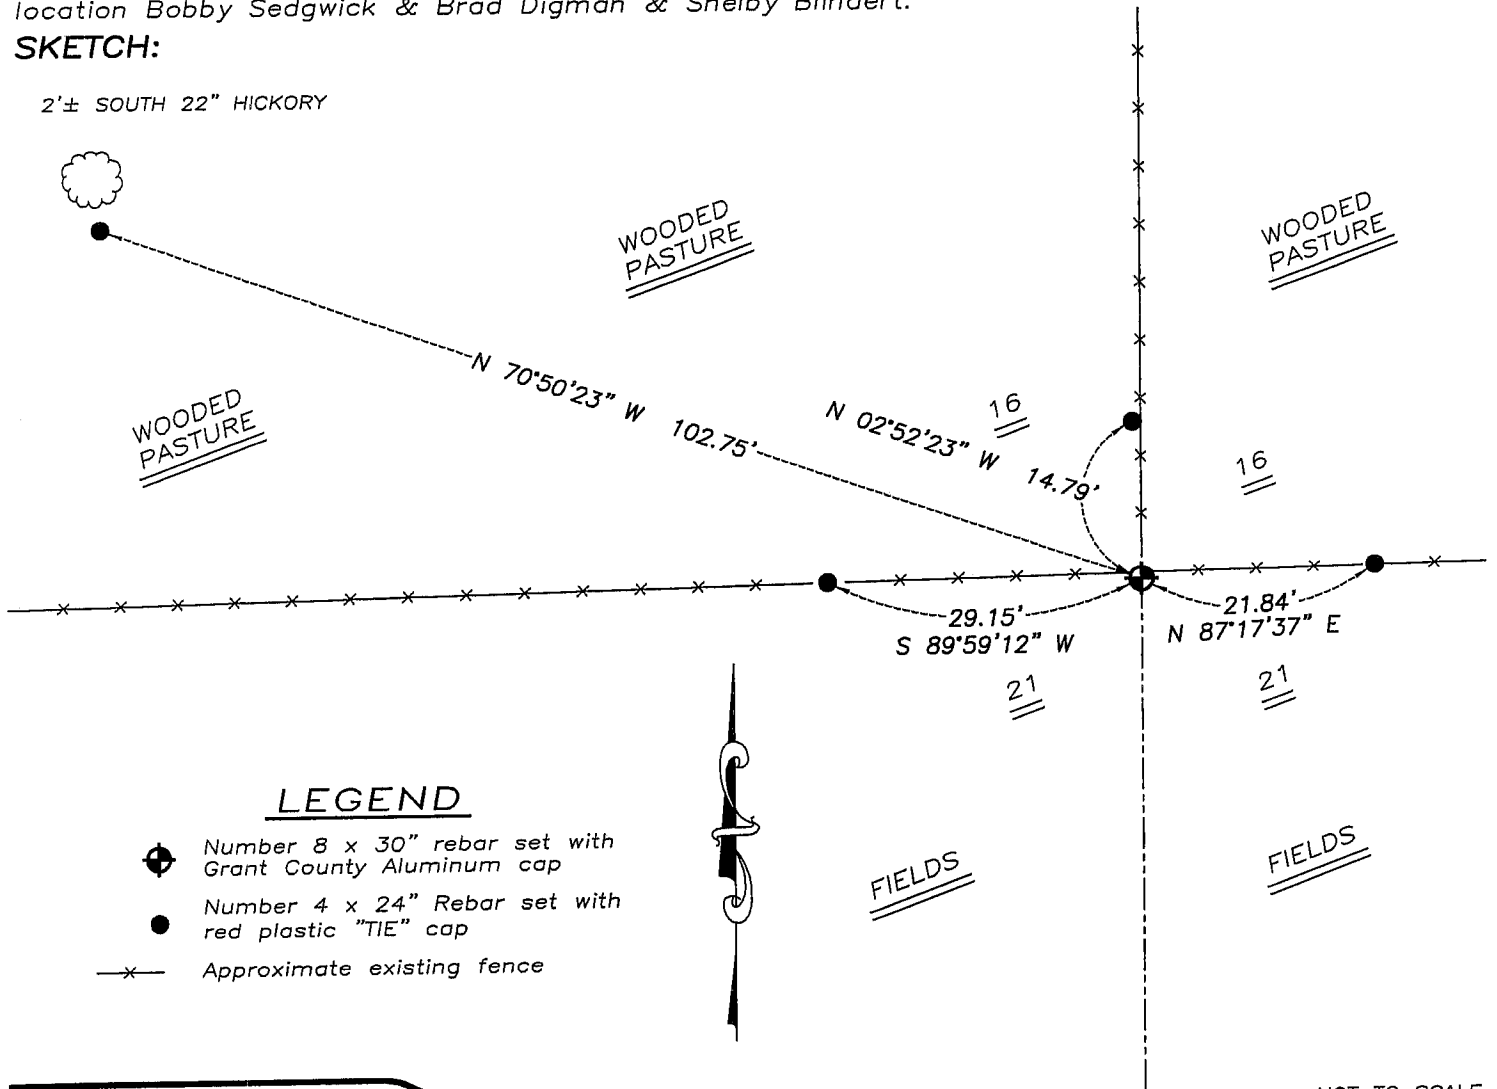 location Bobby Sedgwick & Brad Digman & Shelby Blindert.
SKETCH:
2'± SOUTH 22" HICKORY
WOODED
PASTURE
WOODED
PASTURE
WOODED
PASTURE
N 70°50'23" W 102.75'
N 02°52'23" W 14.79'
16
16
29.15'
S 89°59'12" W
21.84'
N 87°17'37" E
21
21
LEGEND
Number 8 x 30" rebar set with
Grant County Aluminum cap
Number 4 x 24" Rebar set with
red plastic "TIE" cap
Approximate existing fence
FIELDS
FIELDS
NOT TO SCALE